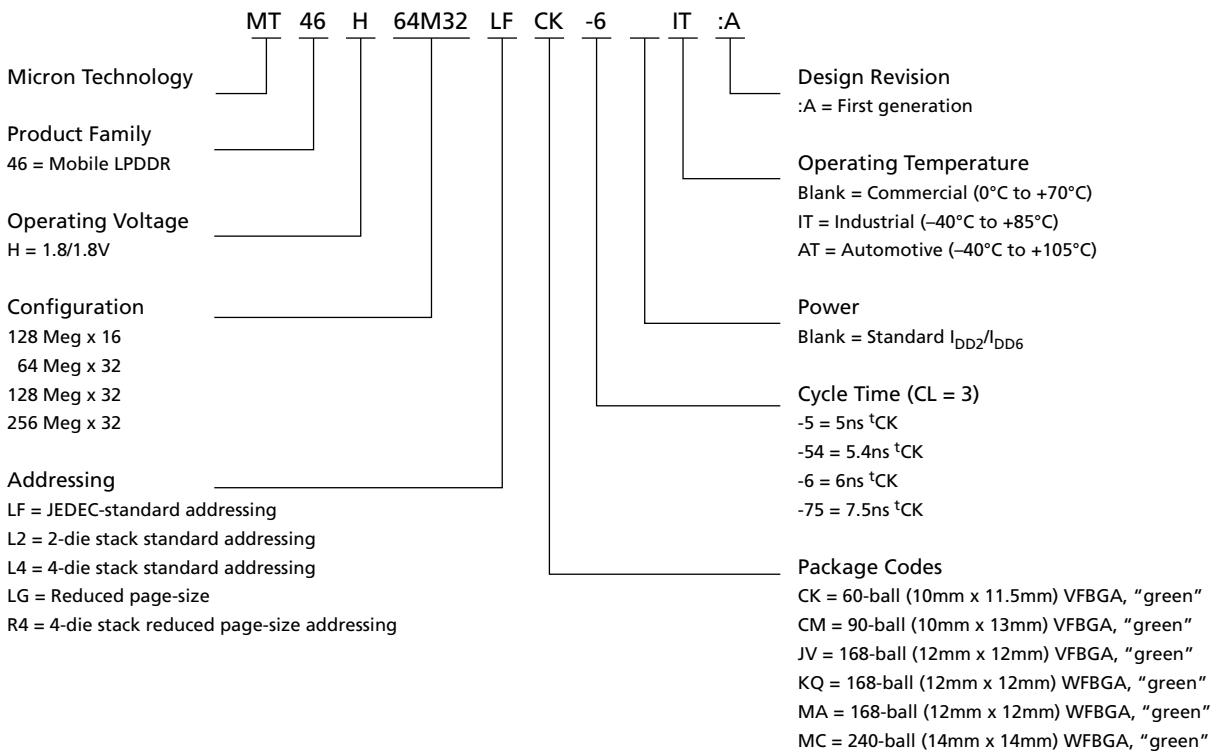 MT 46 H 64M32 LF CK -6 IT :A
Micron Technology
Product Family
46 = Mobile LPDDR
Operating Voltage
H = 1.8/1.8V
Configuration
128 Meg x 16
64 Meg x 32
128 Meg x 32
256 Meg x 32
Addressing
LF = JEDEC-standard addressing
L2 = 2-die stack standard addressing
L4 = 4-die stack standard addressing
LG = Reduced page-size
R4 = 4-die stack reduced page-size addressing
Design Revision
:A = First generation
Operating Temperature
Blank = Commercial (0°C to +70°C)
IT = Industrial (–40°C to +85°C)
AT = Automotive (–40°C to +105°C)
Power
Blank = Standard IDD2/IDD6
Cycle Time (CL = 3)
-5 = 5ns tCK
-54 = 5.4ns tCK
-6 = 6ns tCK
-75 = 7.5ns tCK
Package Codes
CK = 60-ball (10mm x 11.5mm) VFBGA, “green”
CM = 90-ball (10mm x 13mm) VFBGA, “green”
JV = 168-ball (12mm x 12mm) VFBGA, “green”
KQ = 168-ball (12mm x 12mm) WFBGA, “green”
MA = 168-ball (12mm x 12mm) WFBGA, “green”
MC = 240-ball (14mm x 14mm) WFBGA, “green”